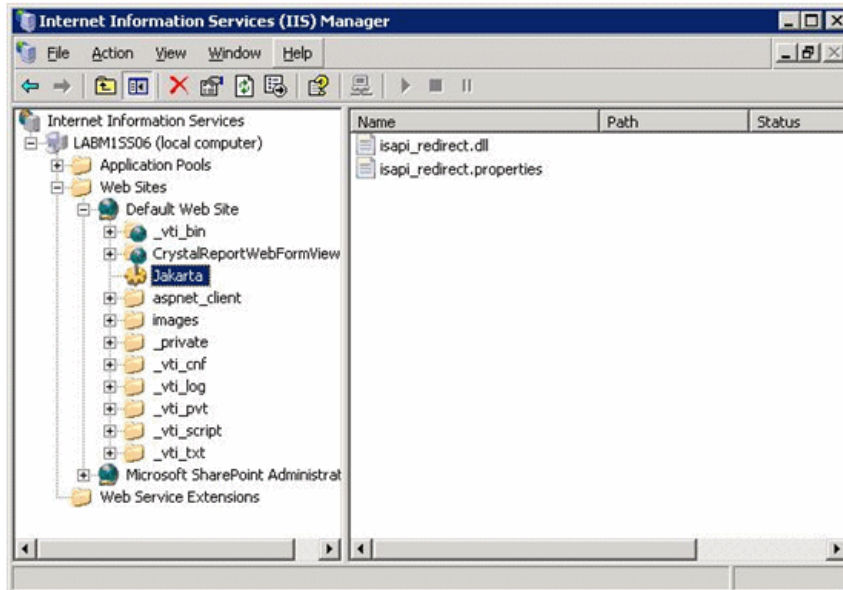 Internet Information Services (IIS) Manager
File Action View Window Help
Internet Information Services
LABM1SS06 (local computer)
Application Pools
Web Sites
Default Web Site
_vti_bin
CrystalReportWebFormView
Jakarta
aspnet_client
images
_private
_vti_cnf
_vti_log
_vti_pvt
_vti_script
_vti_txt
Microsoft SharePoint Administrat
Web Service Extensions
Name Path Status
isapi_redirect.dll
isapi_redirect.properties